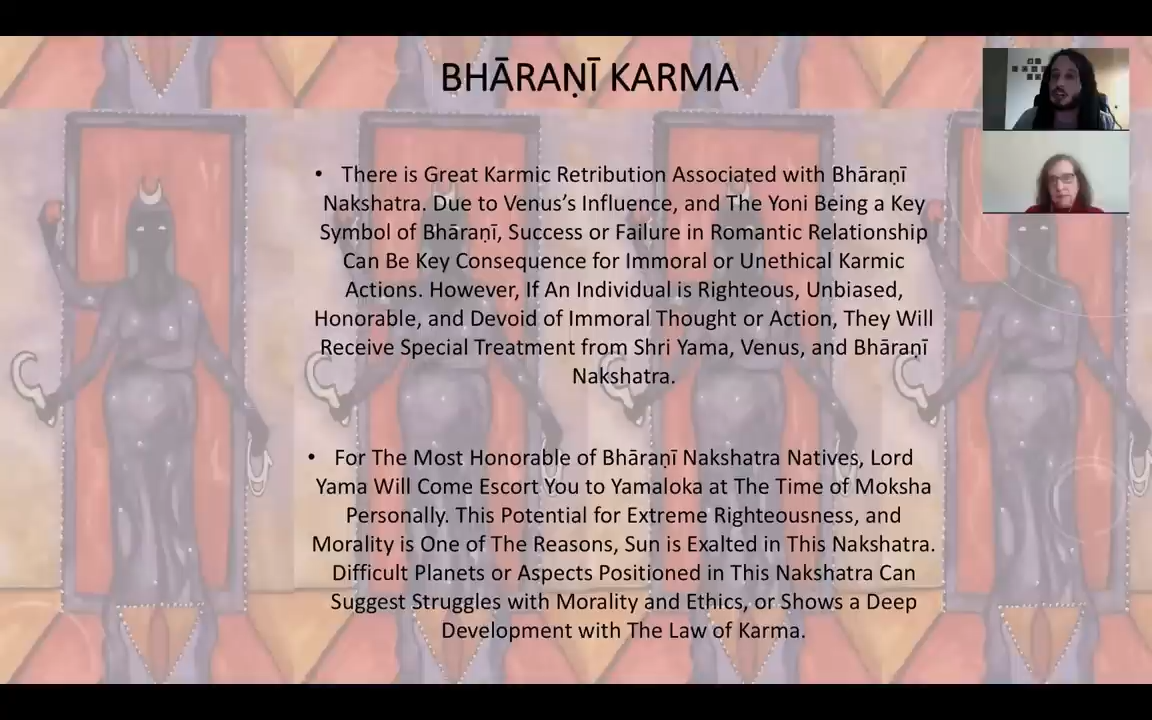 BHĀRAṆĪ KARMA
• There is Great Karmic Retribution Associated with Bhāraṇī
Nakshatra. Due to Venus's Influence, and The Yoni Being a Key
Symbol of Bhāraṇī, Success or Failure in Romantic Relationship
Can Be Key Consequence for Immoral or Unethical Karmic
Actions. However, If An Individual is Righteous, Unbiased,
Honorable, and Devoid of Immoral Thought or Action, They Will
Receive Special Treatment from Shri Yama, Venus, and Bhāraṇī
Nakshatra.
• For The Most Honorable of Bhāraṇī Nakshatra Natives, Lord
Yama Will Come Escort You to Yamaloka at The Time of Moksha
Personally. This Potential for Extreme Righteousness, and
Morality is One of The Reasons, Sun is Exalted in This Nakshatra.
Difficult Planets or Aspects Positioned in This Nakshatra Can
Suggest Struggles with Morality and Ethics, or Shows a Deep
Development with The Law of Karma.